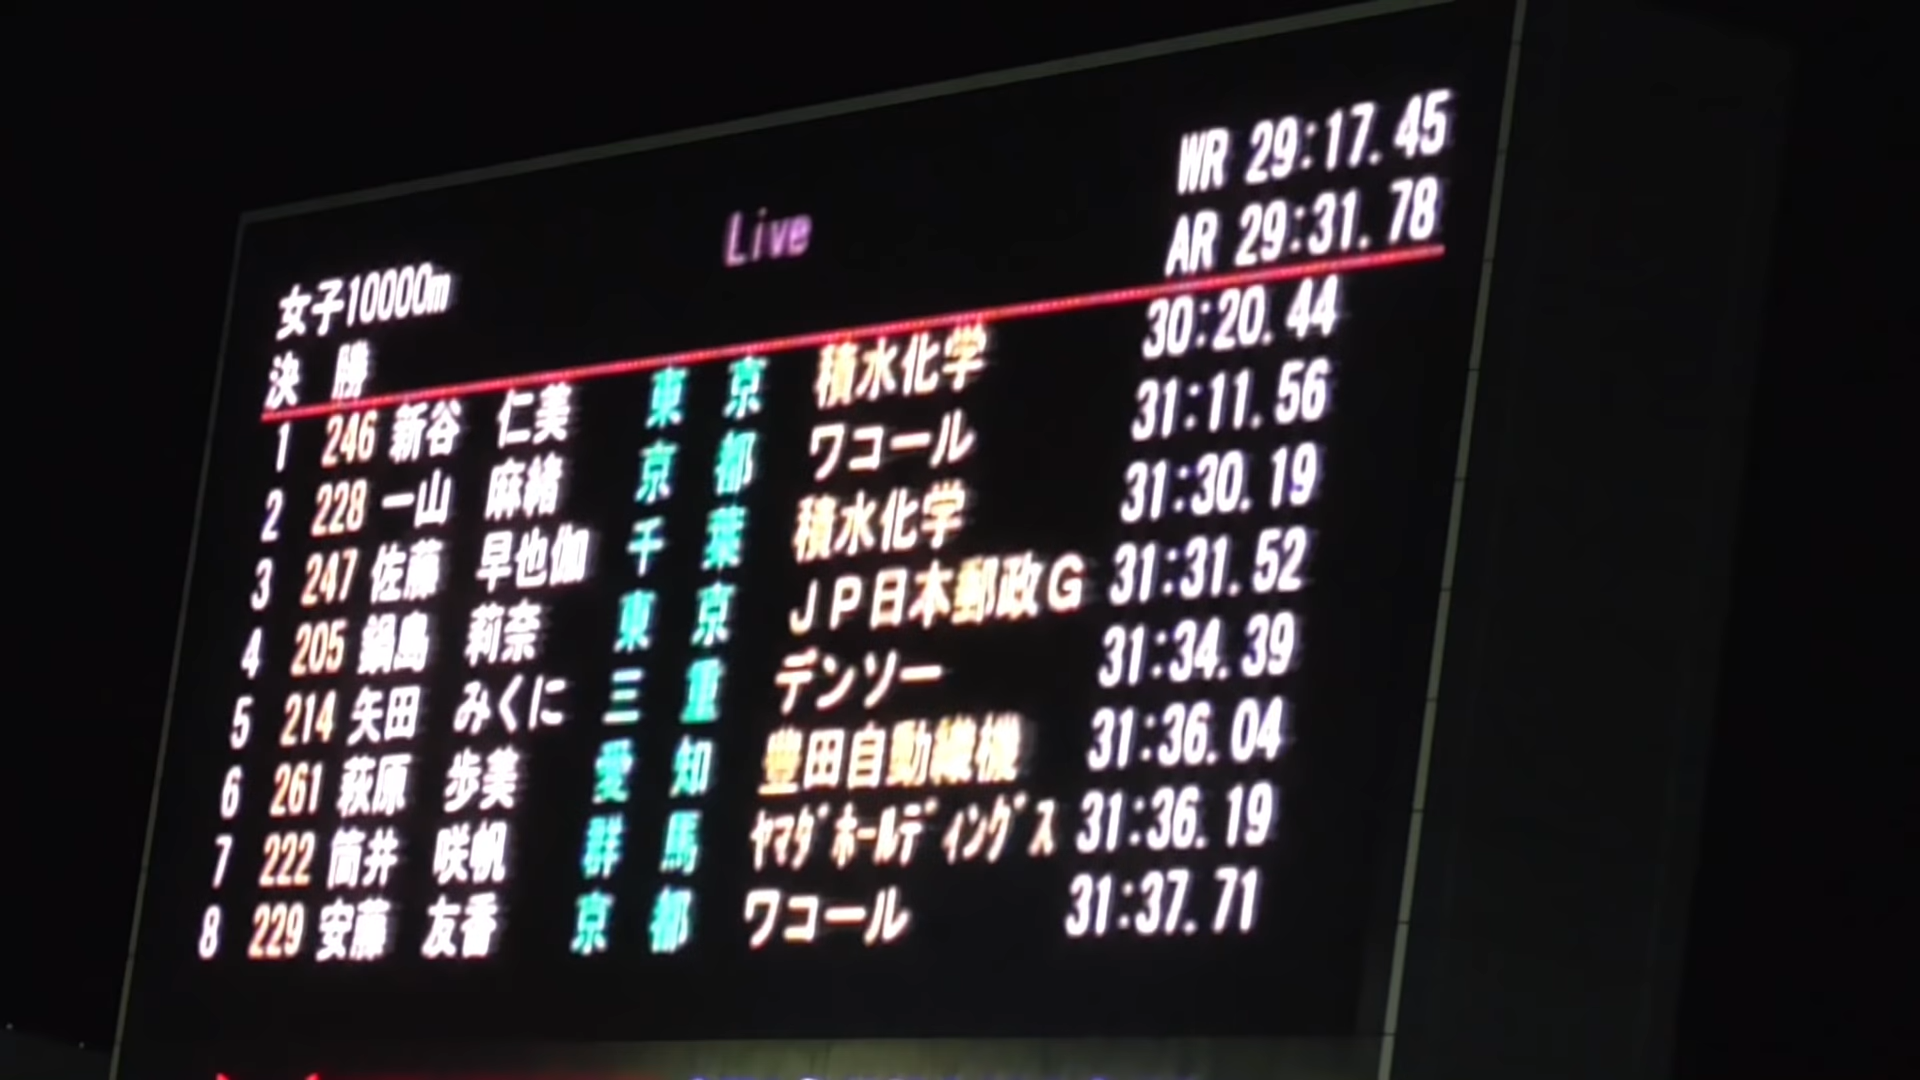 WR 29:17.45
Live
AR 29:31.78
女子10000m
決 勝
1 246 新谷 仁美 東 京 積水化学 30:20.44
2 228 一山 麻緒 京 都 ワコール 31:11.56
3 247 佐藤 早也伽 千 葉 積水化学 31:30.19
4 205 鍋島 莉奈 東 京 JP日本郵政G 31:31.52
5 214 矢田 みくに 三 重 デンソー 31:34.39
6 261 萩原 歩美 愛 知 豊田自動織機 31:36.04
7 222 筒井 咲帆 群 馬 ﾔﾏﾀﾞﾎｰﾙﾃﾞｨﾝｸﾞｽ 31:36.19
8 229 安藤 友香 京 都 ワコール 31:37.71